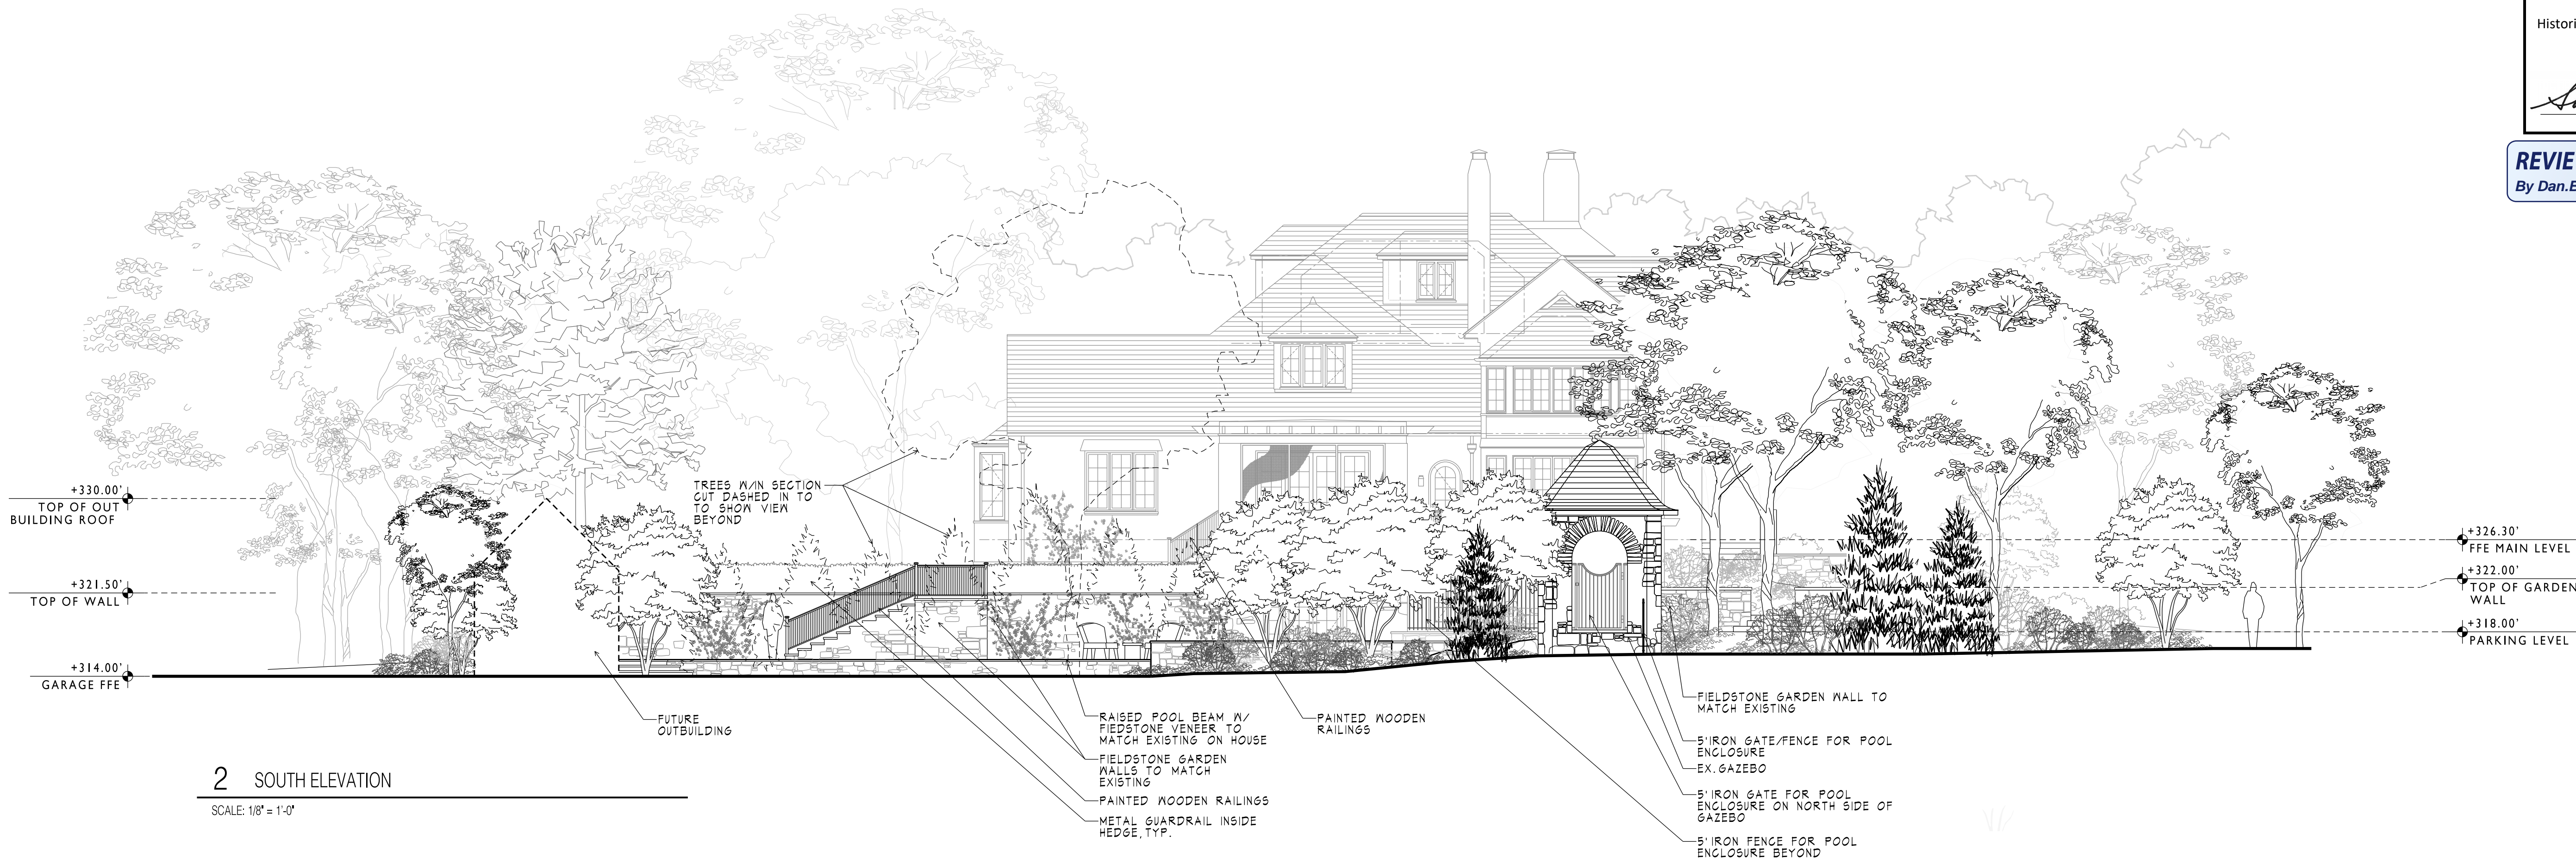 Histori
REVIE
By Dan.B
+330.00'
TOP OF OUT
BUILDING ROOF
+321.50'
TOP OF WALL
+314.00'
GARAGE FFE
TREES W/IN SECTION
CUT DASHED IN TO
TO SHOW VIEW
BEYOND
+326.30'
FFE MAIN LEVEL
+322.00'
TOP OF GARDEN
WALL
+318.00'
PARKING LEVEL
FUTURE
OUTBUILDING
RAISED POOL BEAM W/
FIEDSTONE VENEER TO
MATCH EXISTING ON HOUSE
FIELDSTONE GARDEN
WALLS TO MATCH
EXISTING
PAINTED WOODEN RAILINGS
METAL GUARDRAIL INSIDE
HEDGE, TYP.
PAINTED WOODEN
RAILINGS
FIELDSTONE GARDEN WALL TO
MATCH EXISTING
5' IRON GATE/FENCE FOR POOL
ENCLOSURE
EX. GAZEBO
5' IRON GATE FOR POOL
ENCLOSURE ON NORTH SIDE OF
GAZEBO
5' IRON FENCE FOR POOL
ENCLOSURE BEYOND
2 SOUTH ELEVATION
SCALE: 1/8" = 1'-0"